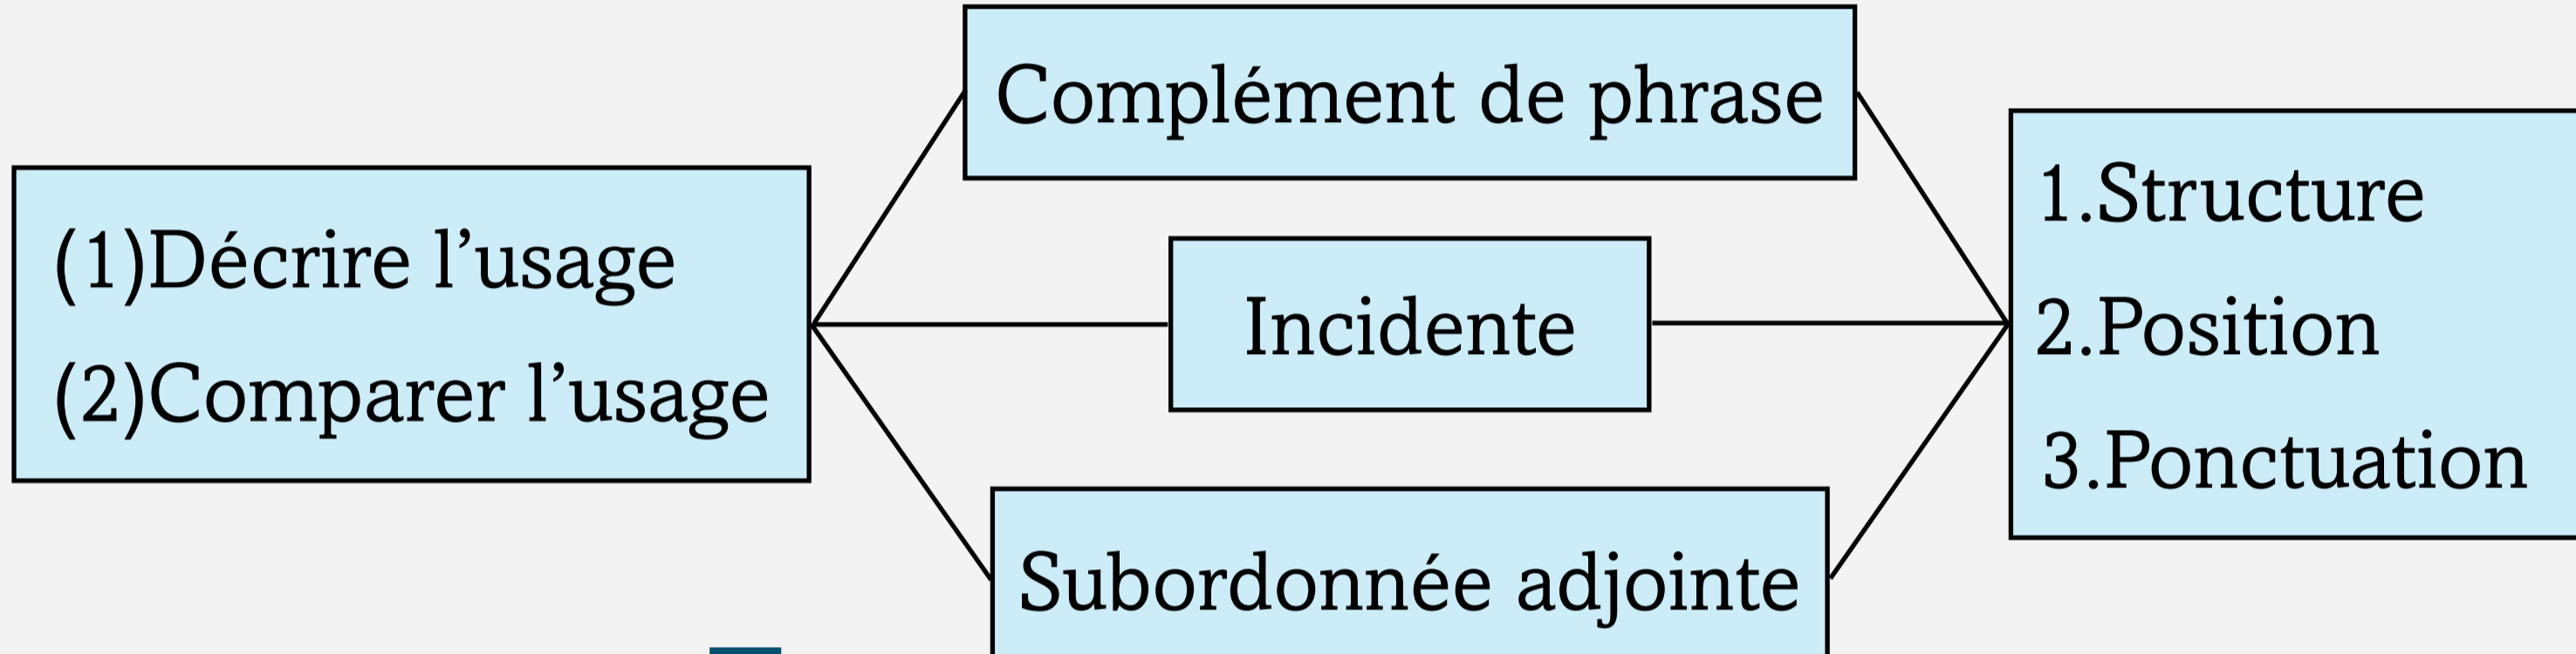 (1)Décrire l’usage
(2)Comparer l’usage
Complément de phrase
Incidente
Subordonnée adjointe
1.Structure
2.Position
3.Ponctuation